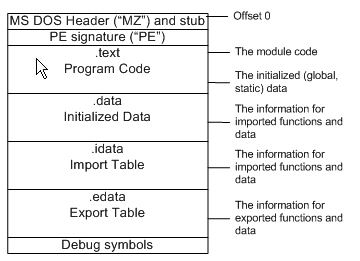 MS DOS Header ("MZ") and stub
Offset 0
PE signature ("PE")
.text
Program Code
The module code
The initialized (global,
static) data
.data
Initialized Data
The information for
imported functions and
data
.idata
Import Table
The information for
imported functions and
data
.edata
Export Table
The information for
exported functions and
data
Debug symbols